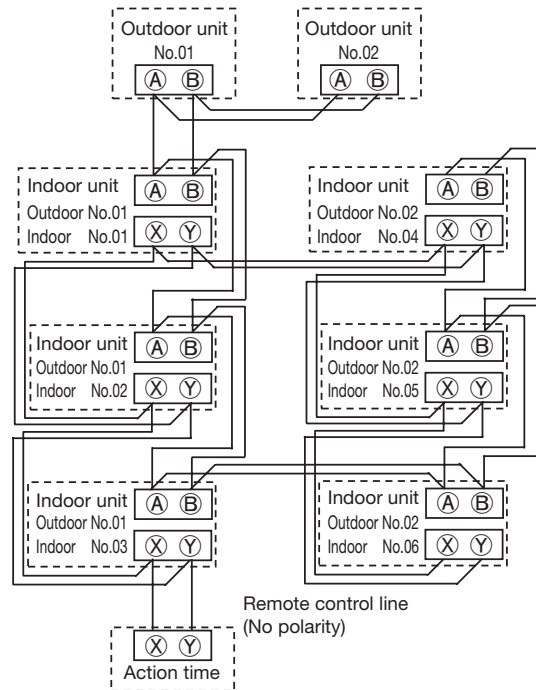 Outdoor unit
No.01
A B
Outdoor unit
No.02
A B
Indoor unit
Outdoor No.01
Indoor No.01
A B
X Y
Indoor unit
Outdoor No.02
Indoor No.04
A B
X Y
Indoor unit
Outdoor No.01
Indoor No.02
A B
X Y
Indoor unit
Outdoor No.02
Indoor No.05
A B
X Y
Indoor unit
Outdoor No.01
Indoor No.03
A B
X Y
Indoor unit
Outdoor No.02
Indoor No.06
A B
X Y
Remote control line
(No polarity)
X Y
Action time